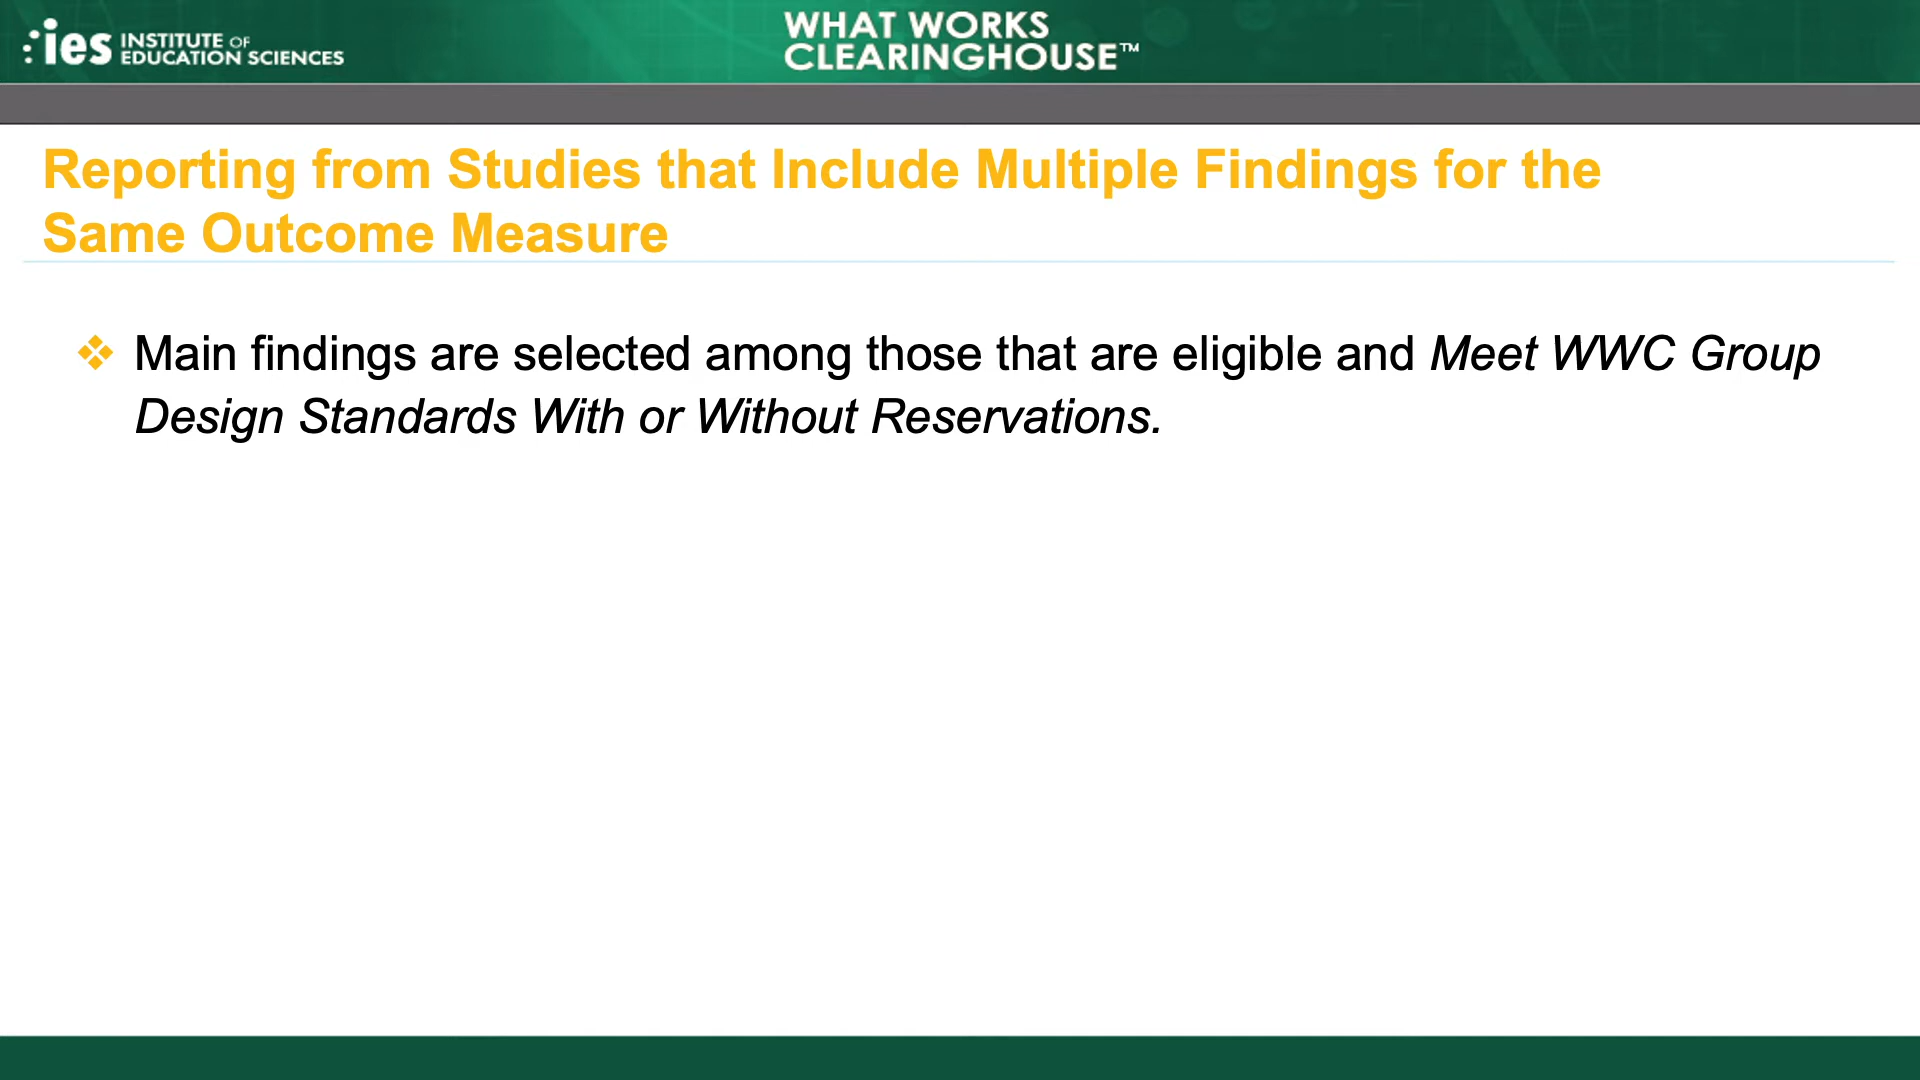 ies INSTITUTE OF
EDUCATION SCIENCES
WHAT WORKS
CLEARINGHOUSE™
Reporting from Studies that Include Multiple Findings for the
Same Outcome Measure
Main findings are selected among those that are eligible and Meet WWC Group
Design Standards With or Without Reservations.